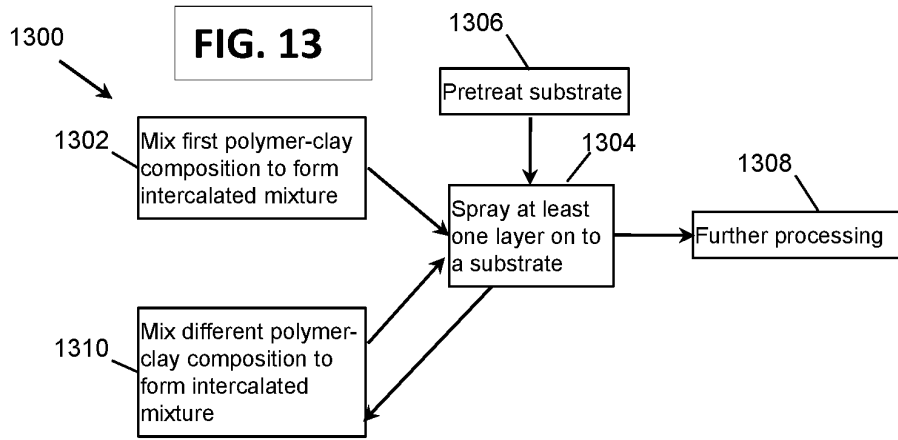 1300
FIG. 13
1306
Pretreat substrate
1302
Mix first polymer-clay
composition to form
intercalated mixture
1304
Spray at least
one layer on to
a substrate
1308
Further processing
1310
Mix different polymer-
clay composition to
form intercalated
mixture